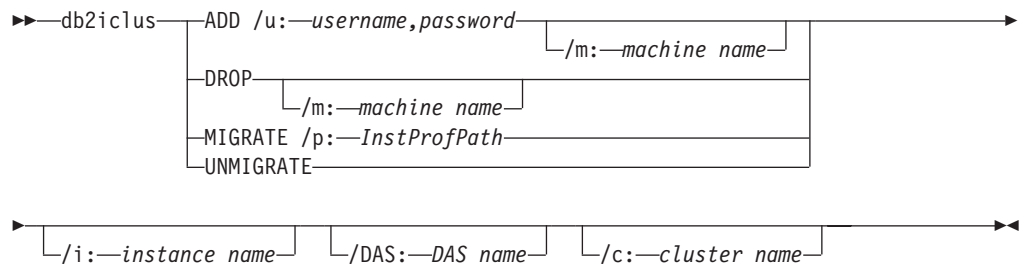 db2iclus ADD /u: username,password
/m: machine name
DROP
/m: machine name
MIGRATE /p: InstProfPath
UNMIGRATE
/i: instance name /DAS: DAS name /c: cluster name